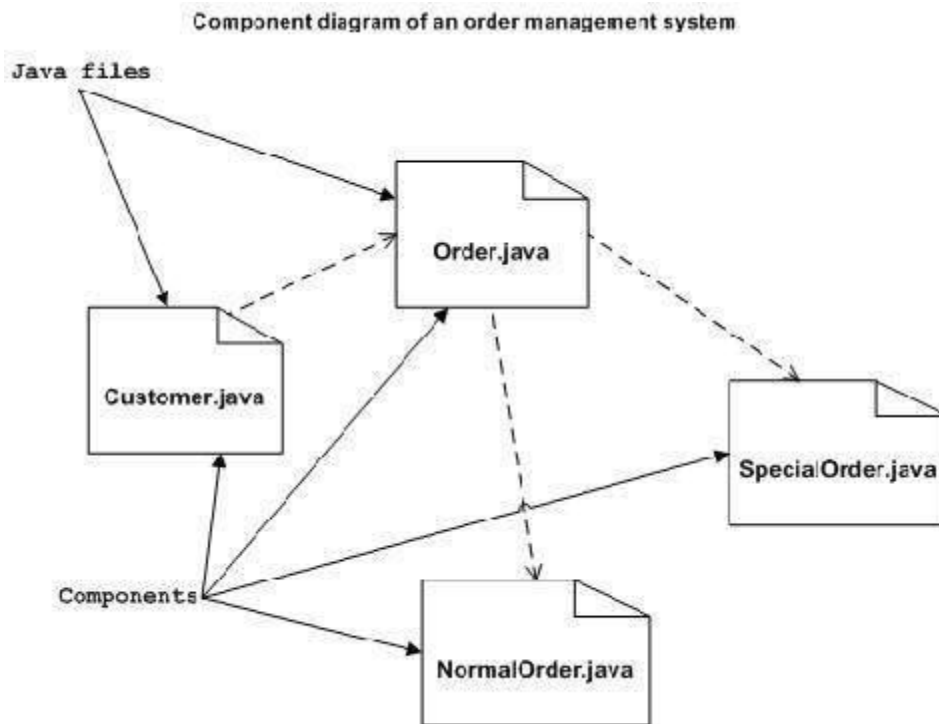 Component diagram of an order management system
Java files
Order.java
Customer.java
SpecialOrder.java
Components
NormalOrder.java